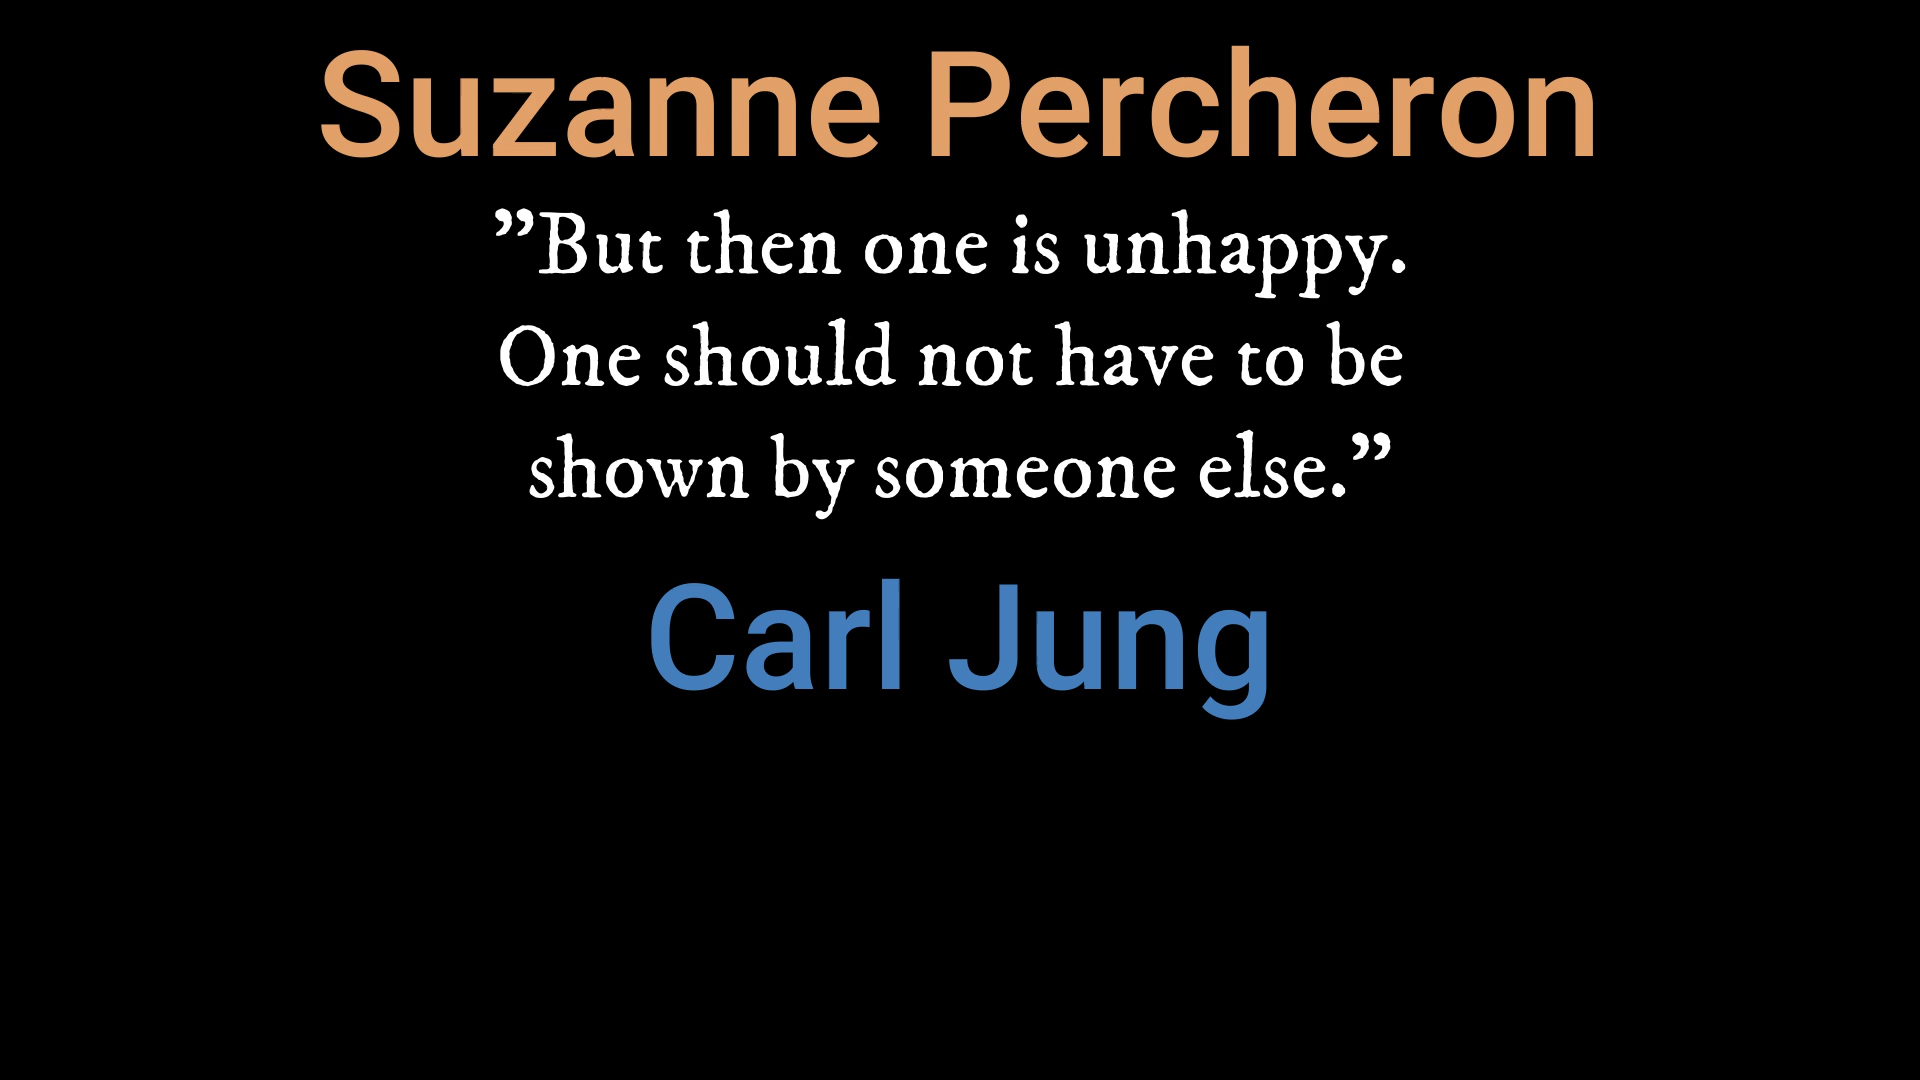 Suzanne Percheron
”But then one is unhappy.
One should not have to be
shown by someone else.”
Carl Jung